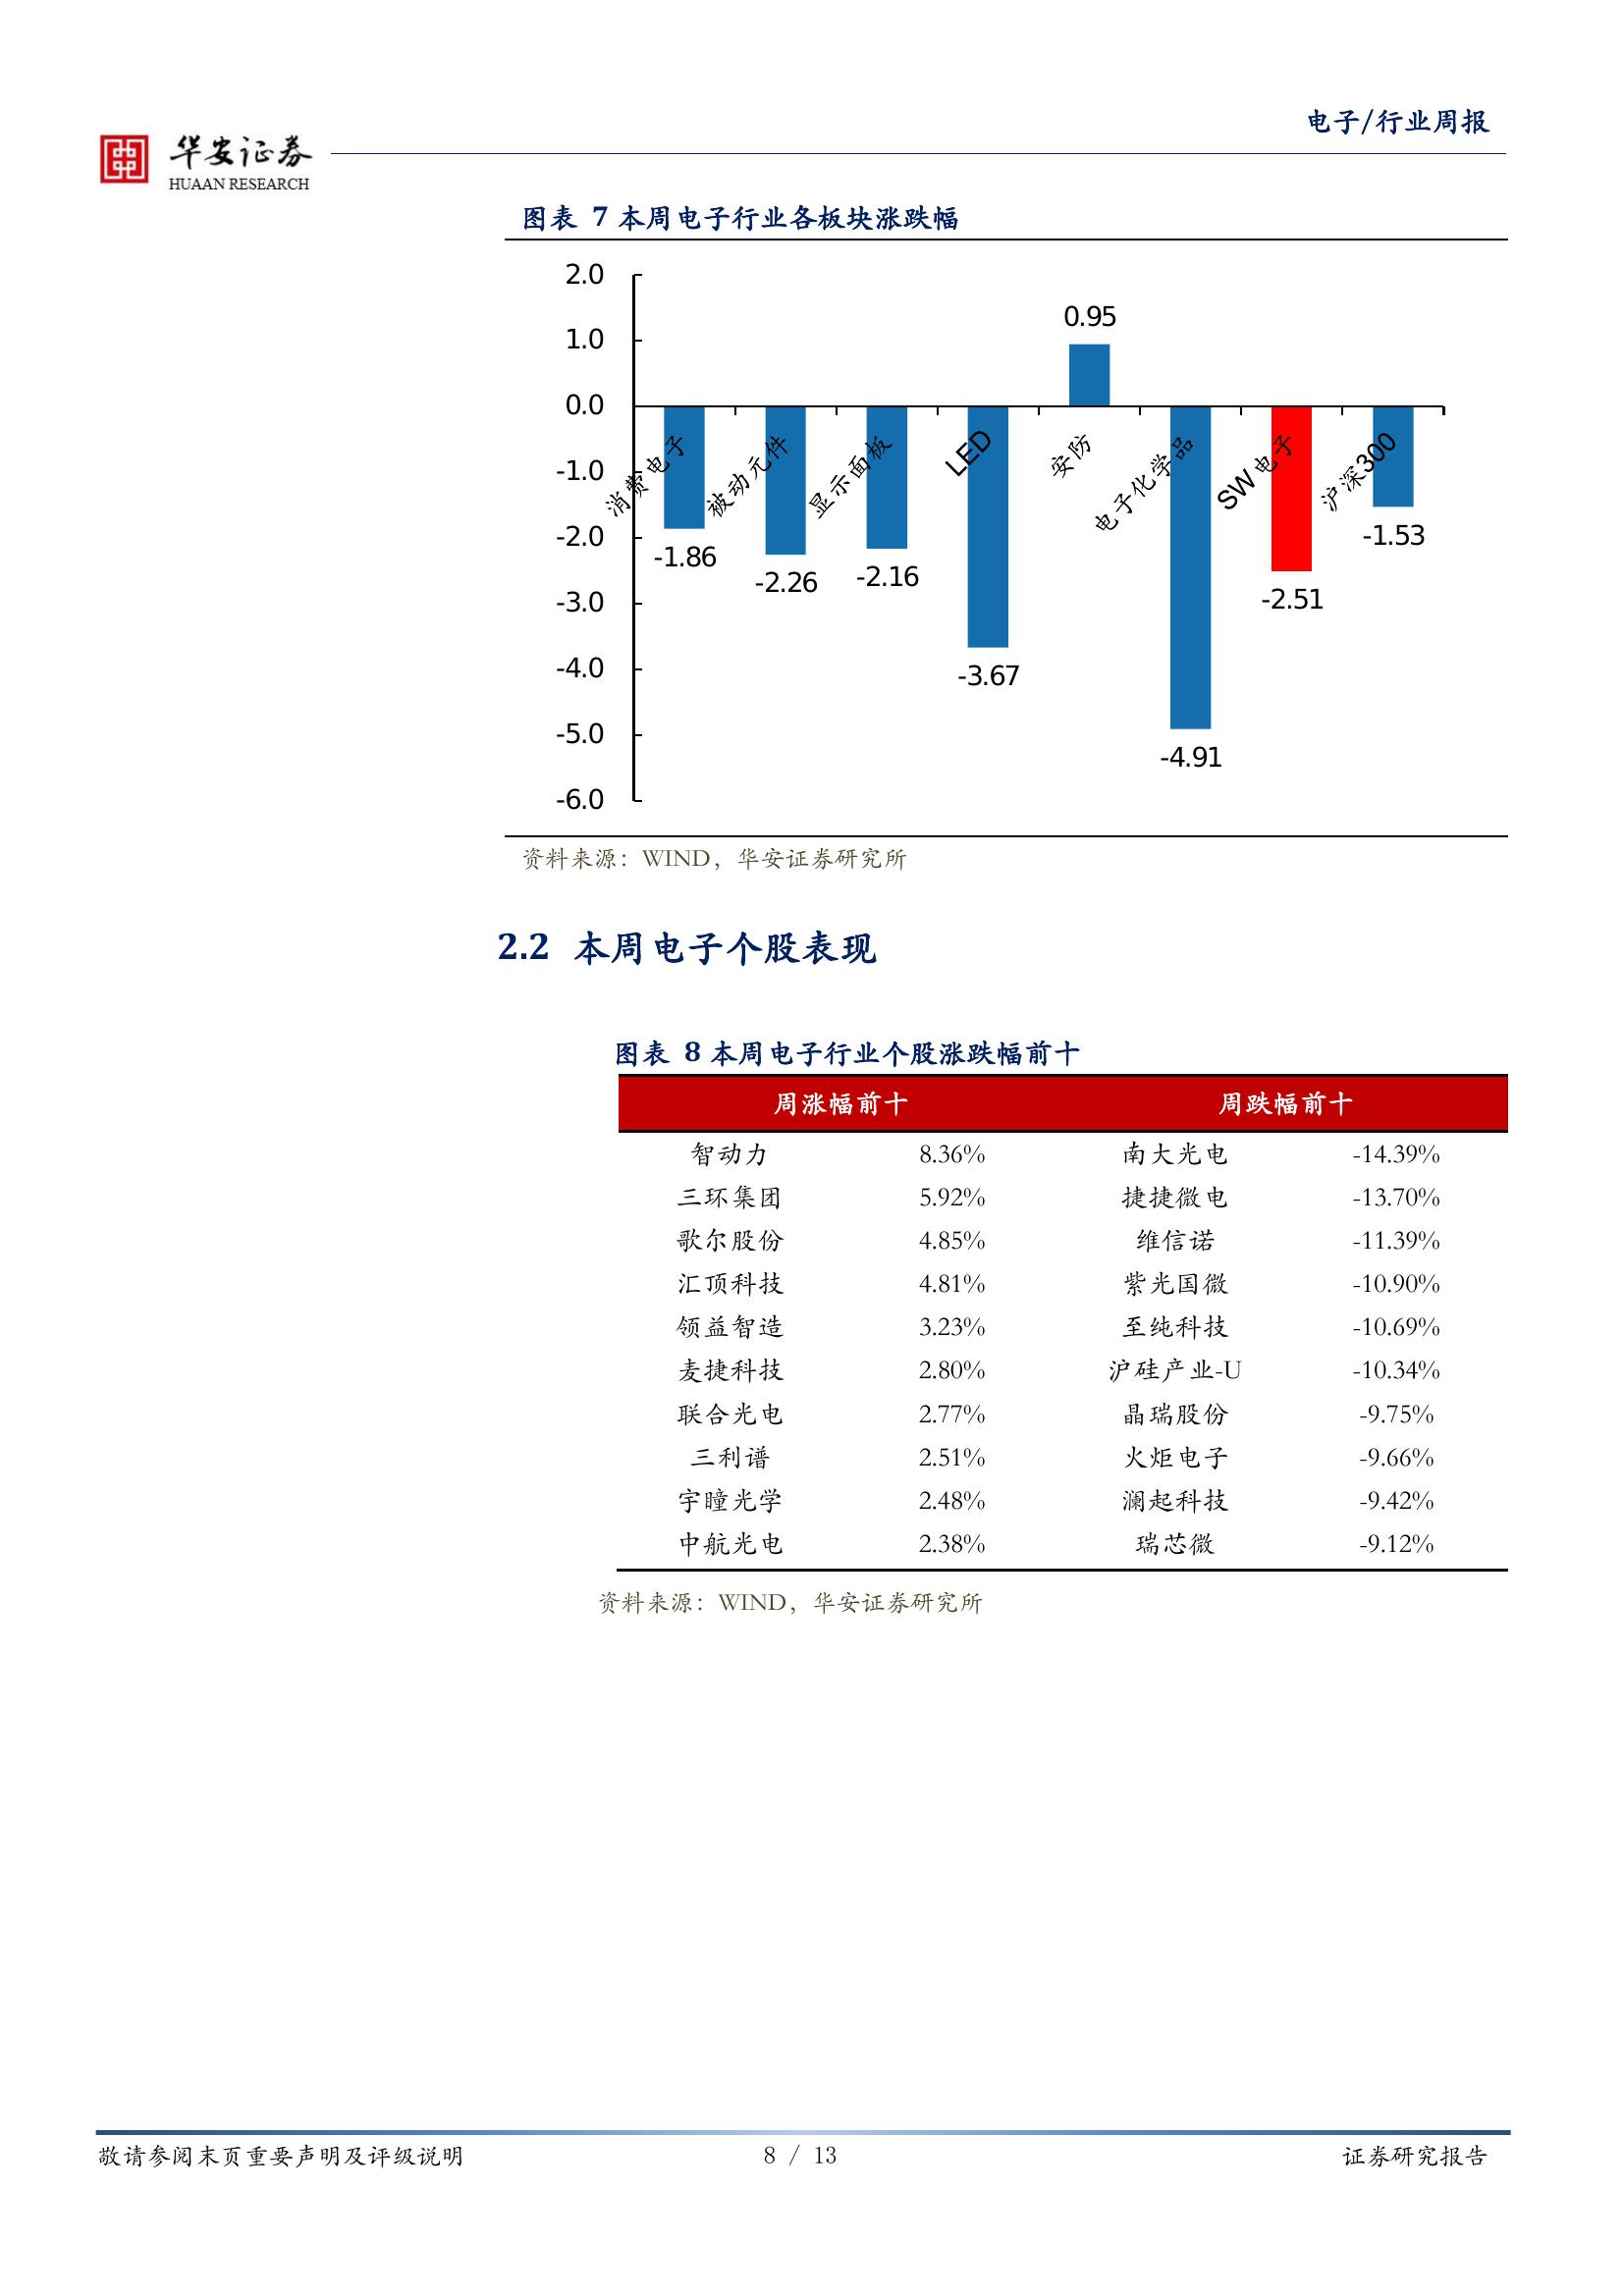 电子/行业周报
华安证券
HUAAN RESEARCH
图表 7 本周电子行业各板块涨跌幅
2.0
1.0
0.0
-1.0
-2.0
-3.0
-4.0
-5.0
-6.0
消费电子
被动元件
显示面板
LED
安防
电子化学品
SW电子
沪深300
-1.86
-2.26
-2.16
-3.67
0.95
-4.91
-2.51
-1.53
资料来源：WIND，华安证券研究所
2.2 本周电子个股表现
图表 8 本周电子行业个股涨跌幅前十
周涨幅前十 周跌幅前十
智动力 8.36% 南大光电 -14.39%
三环集团 5.92% 捷捷微电 -13.70%
歌尔股份 4.85% 维信诺 -11.39%
汇顶科技 4.81% 紫光国微 -10.90%
领益智造 3.23% 至纯科技 -10.69%
麦捷科技 2.80% 沪硅产业-U -10.34%
联合光电 2.77% 晶瑞股份 -9.75%
三利谱 2.51% 火炬电子 -9.66%
宇瞳光学 2.48% 澜起科技 -9.42%
中航光电 2.38% 瑞芯微 -9.12%
资料来源：WIND，华安证券研究所
敬请参阅末页重要声明及评级说明 8 / 13 证券研究报告